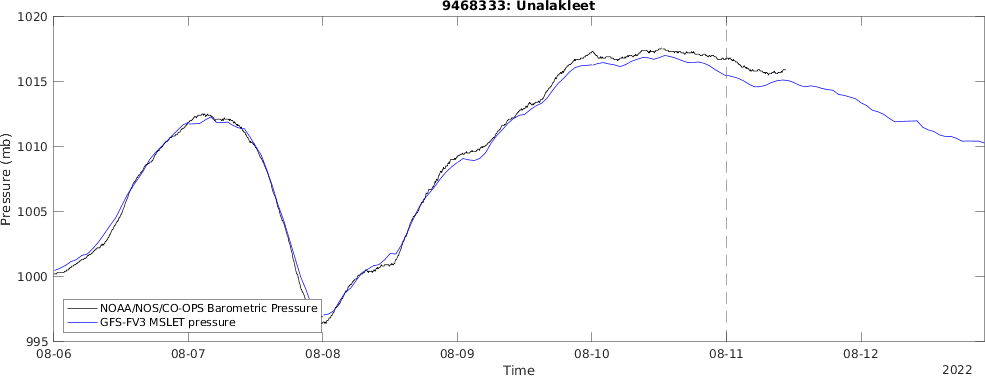 9468333: Unalakleet
1020
1015
1010
1005
1000
995
Pressure (mb)
NOAA/NOS/CO-OPS Barometric Pressure
GFS-FV3 MSLET pressure
08-06 08-07 08-08 08-09 08-10 08-11 08-12
Time
2022